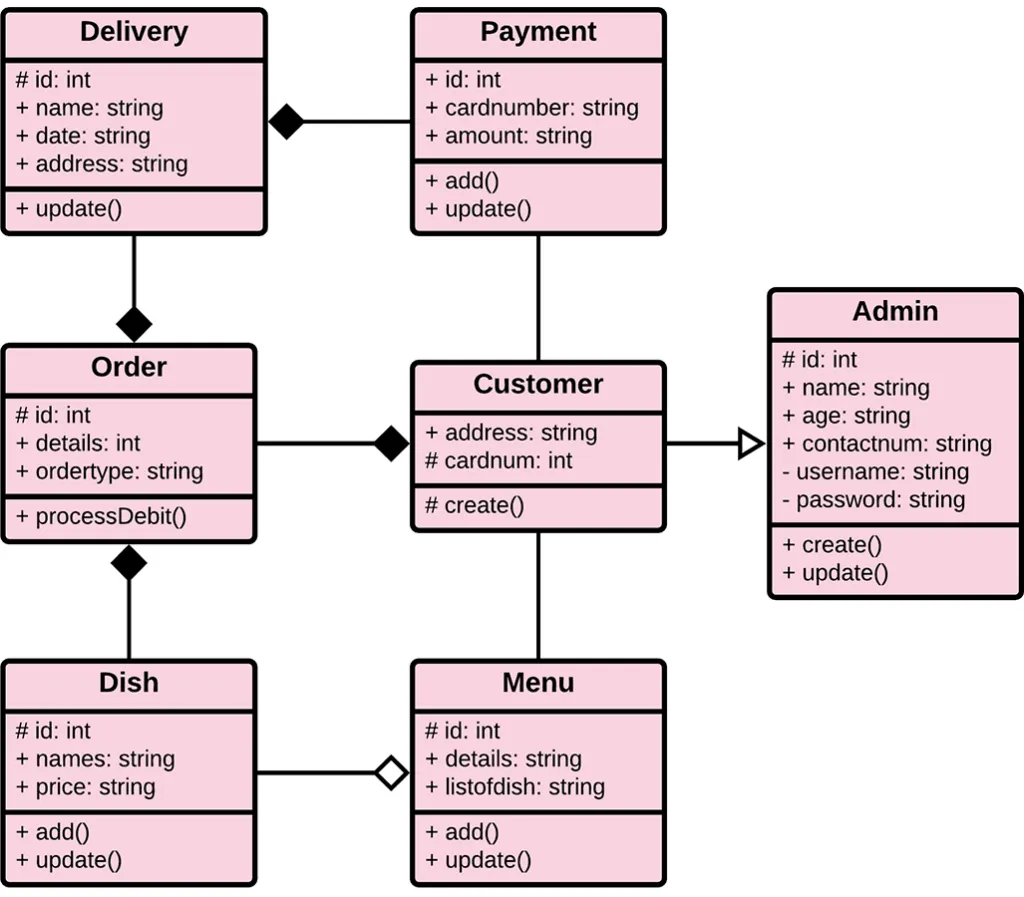 Delivery
# id: int
+ name: string
+ date: string
+ address: string
+ update()
Payment
+ id: int
+ cardnumber: string
+ amount: string
+ add()
+ update()
Order
# id: int
+ details: int
+ ordertype: string
+ processDebit()
Customer
+ address: string
# cardnum: int
# create()
Admin
# id: int
+ name: string
+ age: string
+ contactnum: string
- username: string
- password: string
+ create()
+ update()
Dish
# id: int
+ names: string
+ price: string
+ add()
+ update()
Menu
# id: int
+ details: string
+ listofdish: string
+ add()
+ update()